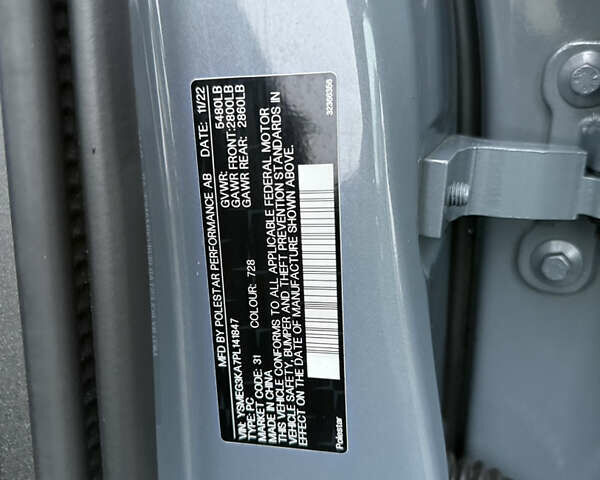 MFD BY POLESTAR PERFORMANCE AB DATE: 11/22
GVWR: 5480LB
GAWR FRONT: 2800LB
GAWR REAR: 2860LB
VIN: YSMEG3KA7PL141847
TYPE: PC
MARKET CODE: 31 COLOUR: 728
MADE IN CHINA
THIS VEHICLE CONFORMS TO ALL APPLICABLE FEDERAL MOTOR
VEHICLE SAFETY, BUMPER AND THEFT PREVENTION STANDARDS IN
EFFECT ON THE DATE OF MANUFACTURE SHOWN ABOVE.
Polestar
32366356